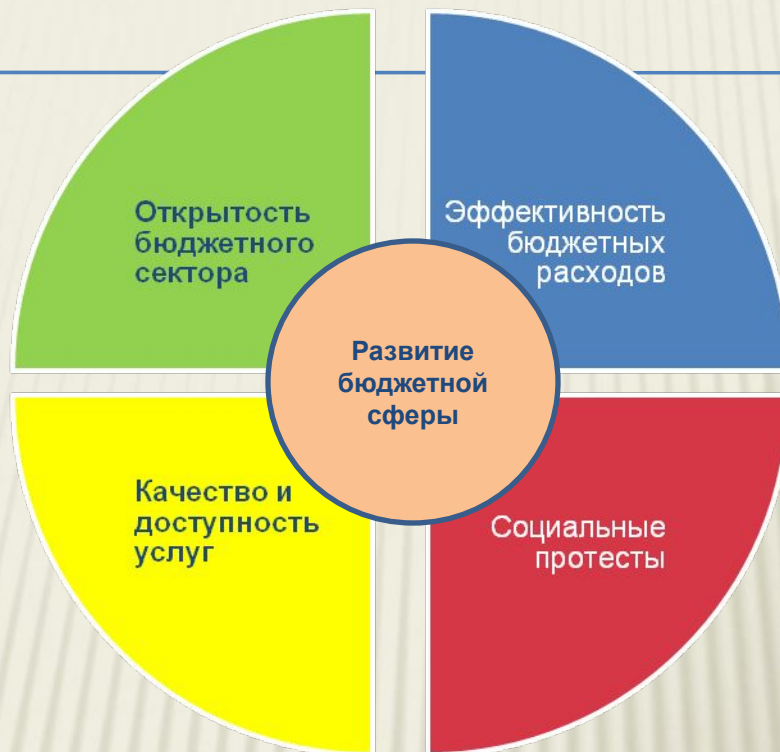 Открытость
бюджетного
сектора
Эффективность
бюджетных
расходов
Развитие
бюджетной
сферы
Качество и
доступность
услуг
Социальные
протесты